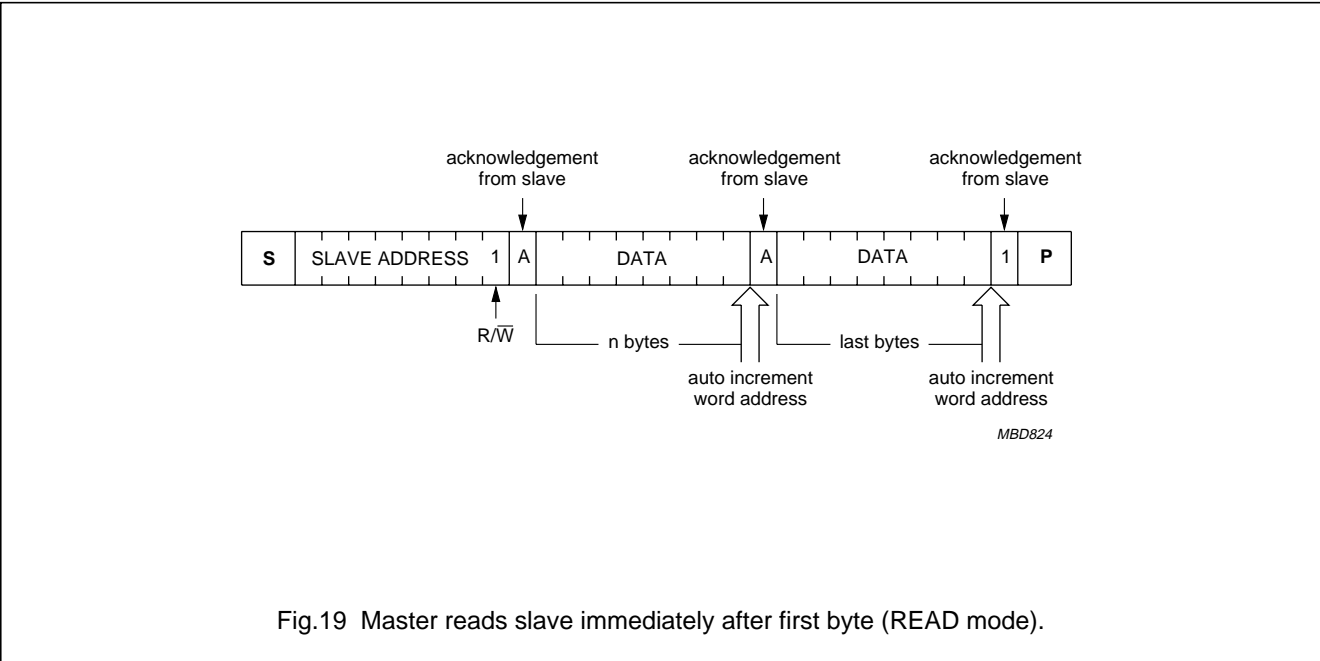 acknowledgement
from slave
acknowledgement
from slave
acknowledgement
from slave
S SLAVE ADDRESS 1 A DATA A DATA 1 P
R/W̅
n bytes
last bytes
auto increment
word address
auto increment
word address
MBD824
Fig.19 Master reads slave immediately after first byte (READ mode).